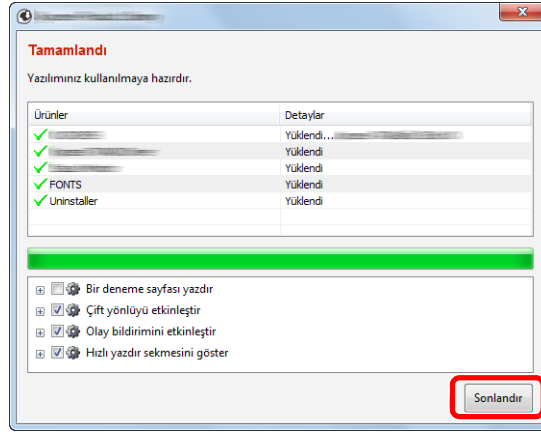 Tamamlandı
Yazılımınız kullanılmaya hazırdır.
Ürünler Detaylar
Yüklendi...
Yüklendi
Yüklendi
FONTS Yüklendi
Uninstaller Yüklendi
Bir deneme sayfası yazdır
Çift yönlüyü etkinleştir
Olay bildirimini etkinleştir
Hızlı yazdır sekmesini göster
Sonlandır